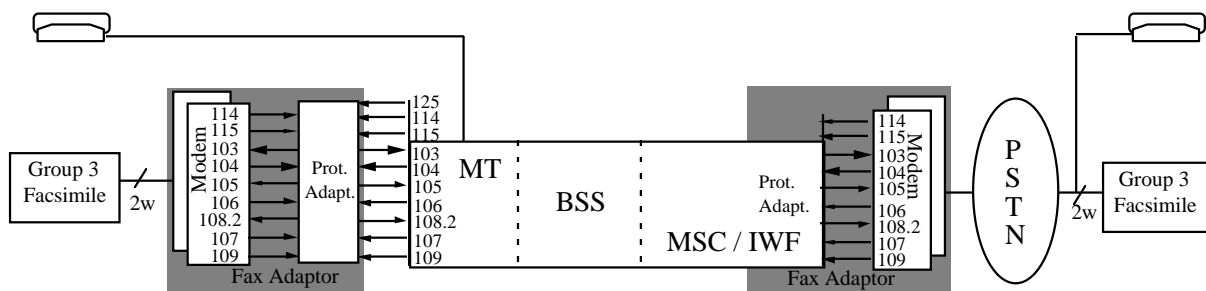 Group 3
Facsimile
2w
Modem
114
115
103
104
105
106
108.2
107
109
Prot.
Adapt.
Fax Adaptor
125
114
115
103
104
105
106
108.2
107
109
MT
BSS
MSC / IWF
Prot.
Adapt.
Fax Adaptor
114
115
103
104
105
106
108.2
107
109
Modem
PSTN
2w
Group 3
Facsimile